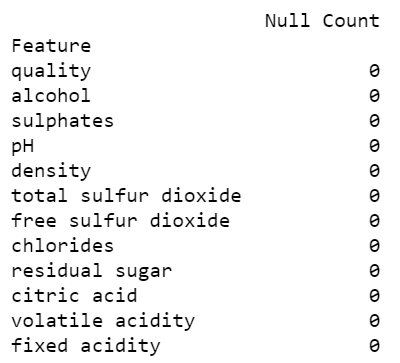 Null Count
Feature
quality 0
alcohol 0
sulphates 0
pH 0
density 0
total sulfur dioxide 0
free sulfur dioxide 0
chlorides 0
residual sugar 0
citric acid 0
volatile acidity 0
fixed acidity 0